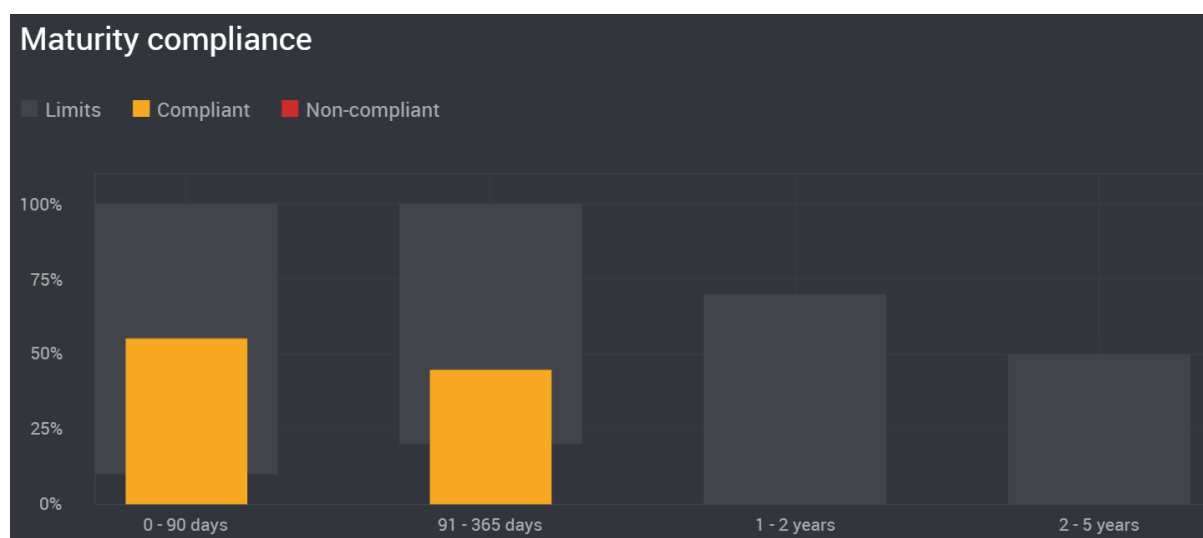 Maturity compliance
Limits Compliant Non-compliant
100%
75%
50%
25%
0%
0 - 90 days 91 - 365 days 1 - 2 years 2 - 5 years